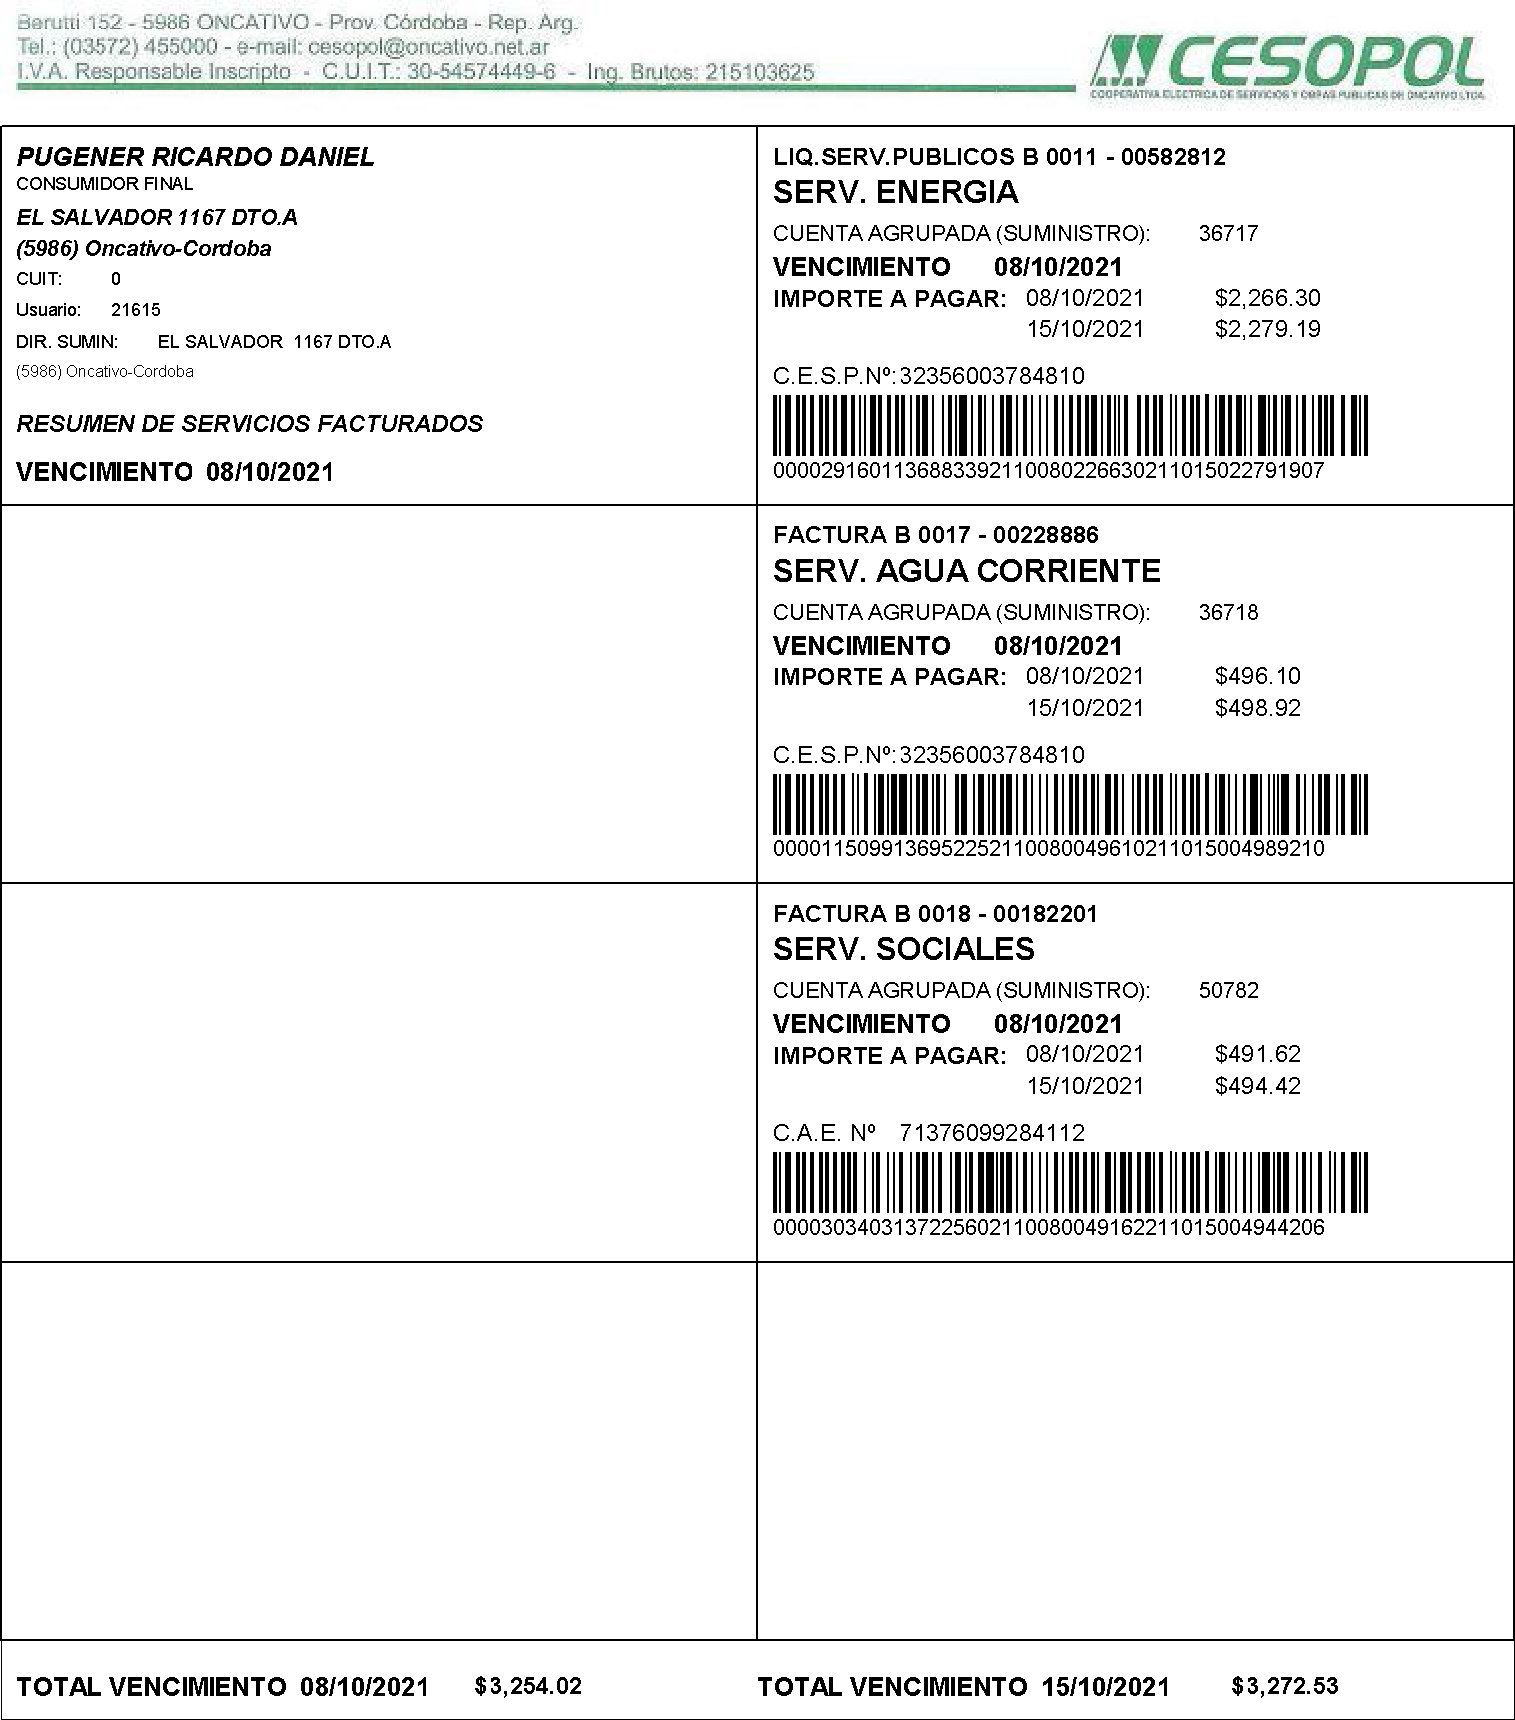 Berutti 152 - 5986 ONCATIVO - Prov. Córdoba - Rep. Arg.
Tel.: (03572) 455000 - e-mail: cesopol@oncativo.net.ar
I.V.A. Responsable Inscripto - C.U.I.T.: 30-54574449-6 - Ing. Brutos: 215103625
CESOPOL
COOPERATIVA ELECTRICA DE SERVICIOS Y OBRAS PUBLICAS DE ONCATIVO LTDA.
PUGENER RICARDO DANIEL
CONSUMIDOR FINAL
EL SALVADOR 1167 DTO.A
(5986) Oncativo-Cordoba
CUIT: 0
Usuario: 21615
DIR. SUMIN: EL SALVADOR 1167 DTO.A
(5986) Oncativo-Cordoba
RESUMEN DE SERVICIOS FACTURADOS
VENCIMIENTO 08/10/2021
LIQ.SERV.PUBLICOS B 0011 - 00582812
SERV. ENERGIA
CUENTA AGRUPADA (SUMINISTRO): 36717
VENCIMIENTO 08/10/2021
IMPORTE A PAGAR: 08/10/2021 $2,266.30
15/10/2021 $2,279.19
C.E.S.P.Nº: 32356003784810
0000291601136883392110080226630211015022791907
FACTURA B 0017 - 00228886
SERV. AGUA CORRIENTE
CUENTA AGRUPADA (SUMINISTRO): 36718
VENCIMIENTO 08/10/2021
IMPORTE A PAGAR: 08/10/2021 $496.10
15/10/2021 $498.92
C.E.S.P.Nº: 32356003784810
0000115099136952252110080049610211015004989210
FACTURA B 0018 - 00182201
SERV. SOCIALES
CUENTA AGRUPADA (SUMINISTRO): 50782
VENCIMIENTO 08/10/2021
IMPORTE A PAGAR: 08/10/2021 $491.62
15/10/2021 $494.42
C.A.E. Nº 71376099284112
0000303403137225602110080049162211015004944206
TOTAL VENCIMIENTO 08/10/2021 $3,254.02
TOTAL VENCIMIENTO 15/10/2021 $3,272.53